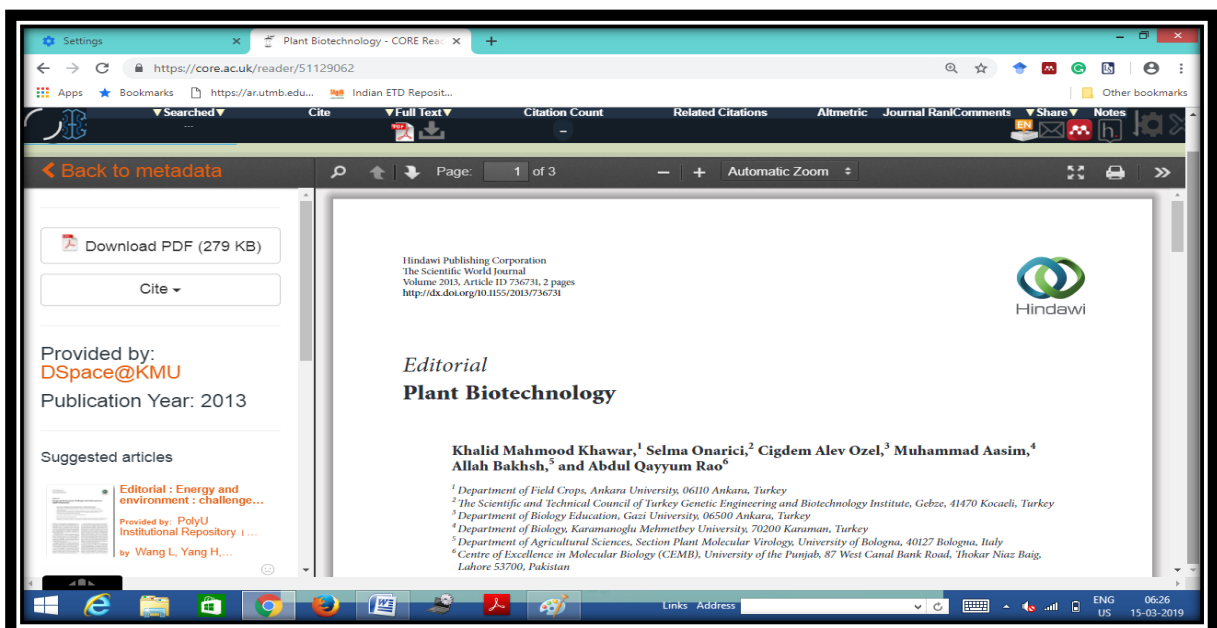 Settings
Plant Biotechnology - CORE Rea
https://core.ac.uk/reader/51129062
Apps Bookmarks https://ar.utmb.edu... Indian ETD Reposit... Other bookmarks
▼Searched▼ Cite ▼Full Text▼ Citation Count Related Citations Altmetric Journal Ran Comments ▼Share▼ Notes
... – EN h.
Back to metadata
Page: 1 of 3 Automatic Zoom
Download PDF (279 KB)
Cite
Provided by:
DSpace@KMU
Publication Year: 2013
Suggested articles
Editorial : Energy and
environment : challenge...
Provided by: PolyU
Institutional Repository |...
by Wang L, Yang H,...
Hindawi Publishing Corporation
The Scientific World Journal
Volume 2013, Article ID 736731, 2 pages
http://dx.doi.org/10.1155/2013/736731
Hindawi
Editorial
Plant Biotechnology
Khalid Mahmood Khawar,1 Selma Onarici,2 Cigdem Alev Ozel,3 Muhammad Aasim,4
Allah Bakhsh,5 and Abdul Qayyum Rao6
1 Department of Field Crops, Ankara University, 06110 Ankara, Turkey
2 The Scientific and Technical Council of Turkey Genetic Engineering and Biotechnology Institute, Gebze, 41470 Kocaeli, Turkey
3 Department of Biology Education, Gazi University, 06500 Ankara, Turkey
4 Department of Biology, Karamanoglu Mehmetbey University, 70200 Karaman, Turkey
5 Department of Agricultural Sciences, Section Plant Molecular Virology, University of Bologna, 40127 Bologna, Italy
6 Centre of Excellence in Molecular Biology (CEMB), University of the Punjab, 87 West Canal Bank Road, Thokar Niaz Baig,
Lahore 53700, Pakistan
Links Address ENG 06:26
US 15-03-2019